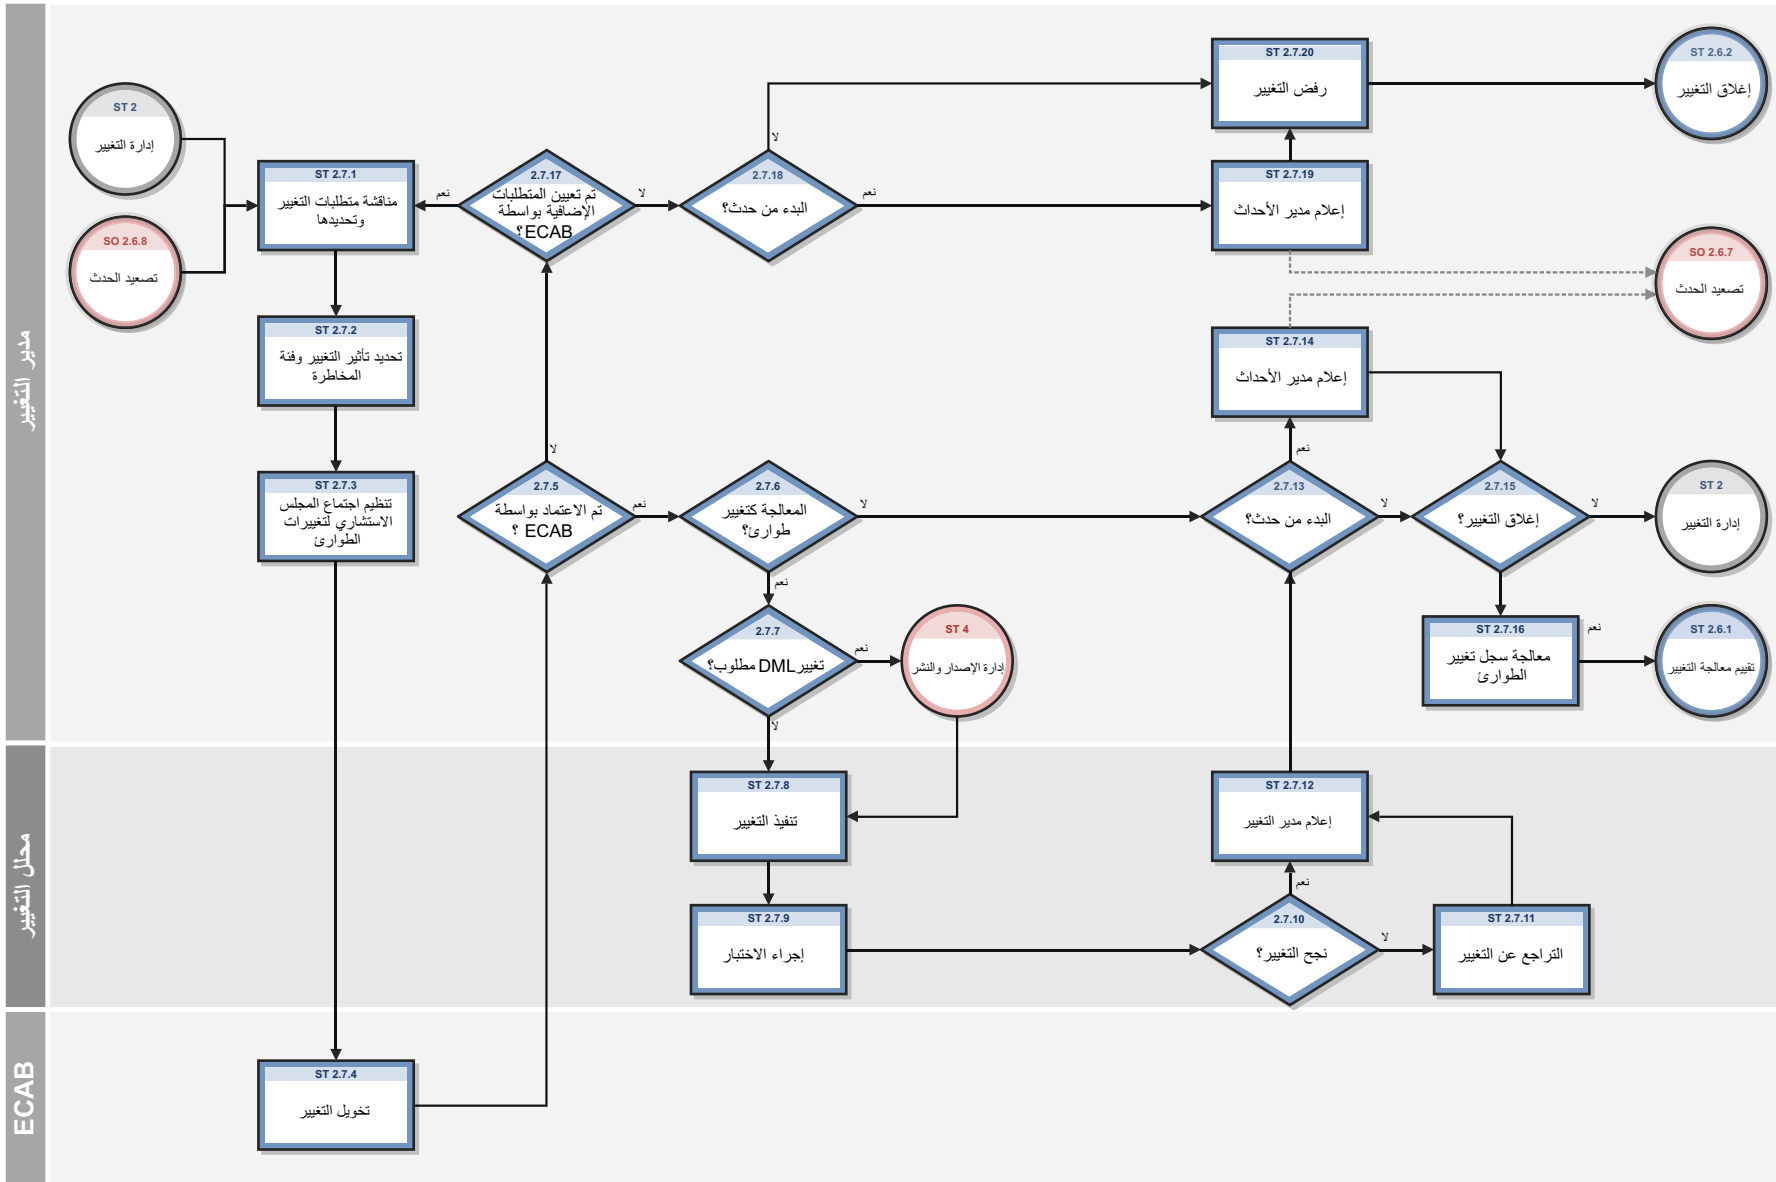 مدير التغيير
ST 2
إدارة التغيير
SO 2.6.8
تصعيد الحدث
ST 2.7.1
مناقشة متطلبات التغيير
وتحديدها
ST 2.7.2
تحديد تأثير التغيير وفئة
المخاطرة
ST 2.7.3
تنظيم اجتماع المجلس
الاستشاري لتغييرات
الطوارئ
2.7.17
تم تعيين المتطلبات
الإضافية بواسطة
ECAB؟
نعم
لا
2.7.18
البدء من حدث؟
لا
نعم
ST 2.7.20
رفض التغيير
ST 2.7.19
إعلام مدير الأحداث
ST 2.6.2
إغلاق التغيير
SO 2.6.7
تصعيد الحدث
ST 2.7.14
إعلام مدير الأحداث
2.7.5
تم الاعتماد بواسطة
ECAB ؟
لا
نعم
2.7.6
المعالجة كتغيير
طوارئ؟
لا
نعم
2.7.7
تغيير DML مطلوب؟
نعم
لا
ST 4
إدارة الإصدار والنشر
2.7.13
البدء من حدث؟
نعم
لا
2.7.15
إغلاق التغيير؟
لا
نعم
ST 2
إدارة التغيير
ST 2.7.16
معالجة سجل تغيير
الطوارئ
ST 2.6.1
تقييم معالجة التغيير
محلل التغيير
ST 2.7.8
تنفيذ التغيير
ST 2.7.9
إجراء الاختبار
ST 2.7.12
إعلام مدير التغيير
2.7.10
نجح التغيير؟
نعم
لا
ST 2.7.11
التراجع عن التغيير
ECAB
ST 2.7.4
تخويل التغيير